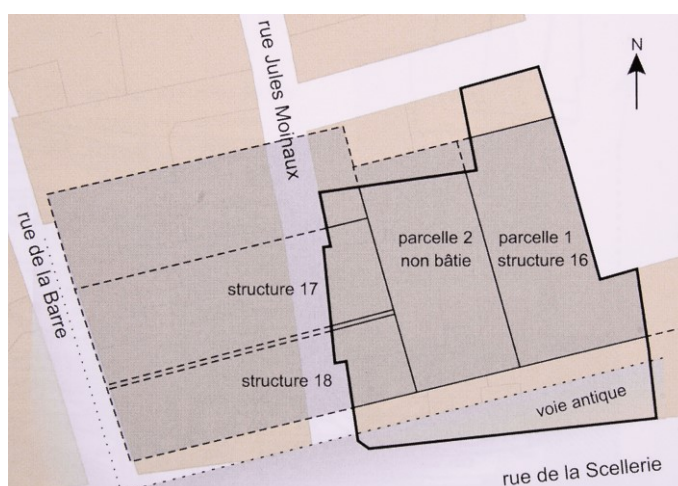 rue Jules Moinaux
N
rue de la Barre
parcelle 2
non bâtie
parcelle 1
structure 16
structure 17
structure 18
voie antique
rue de la Scellerie